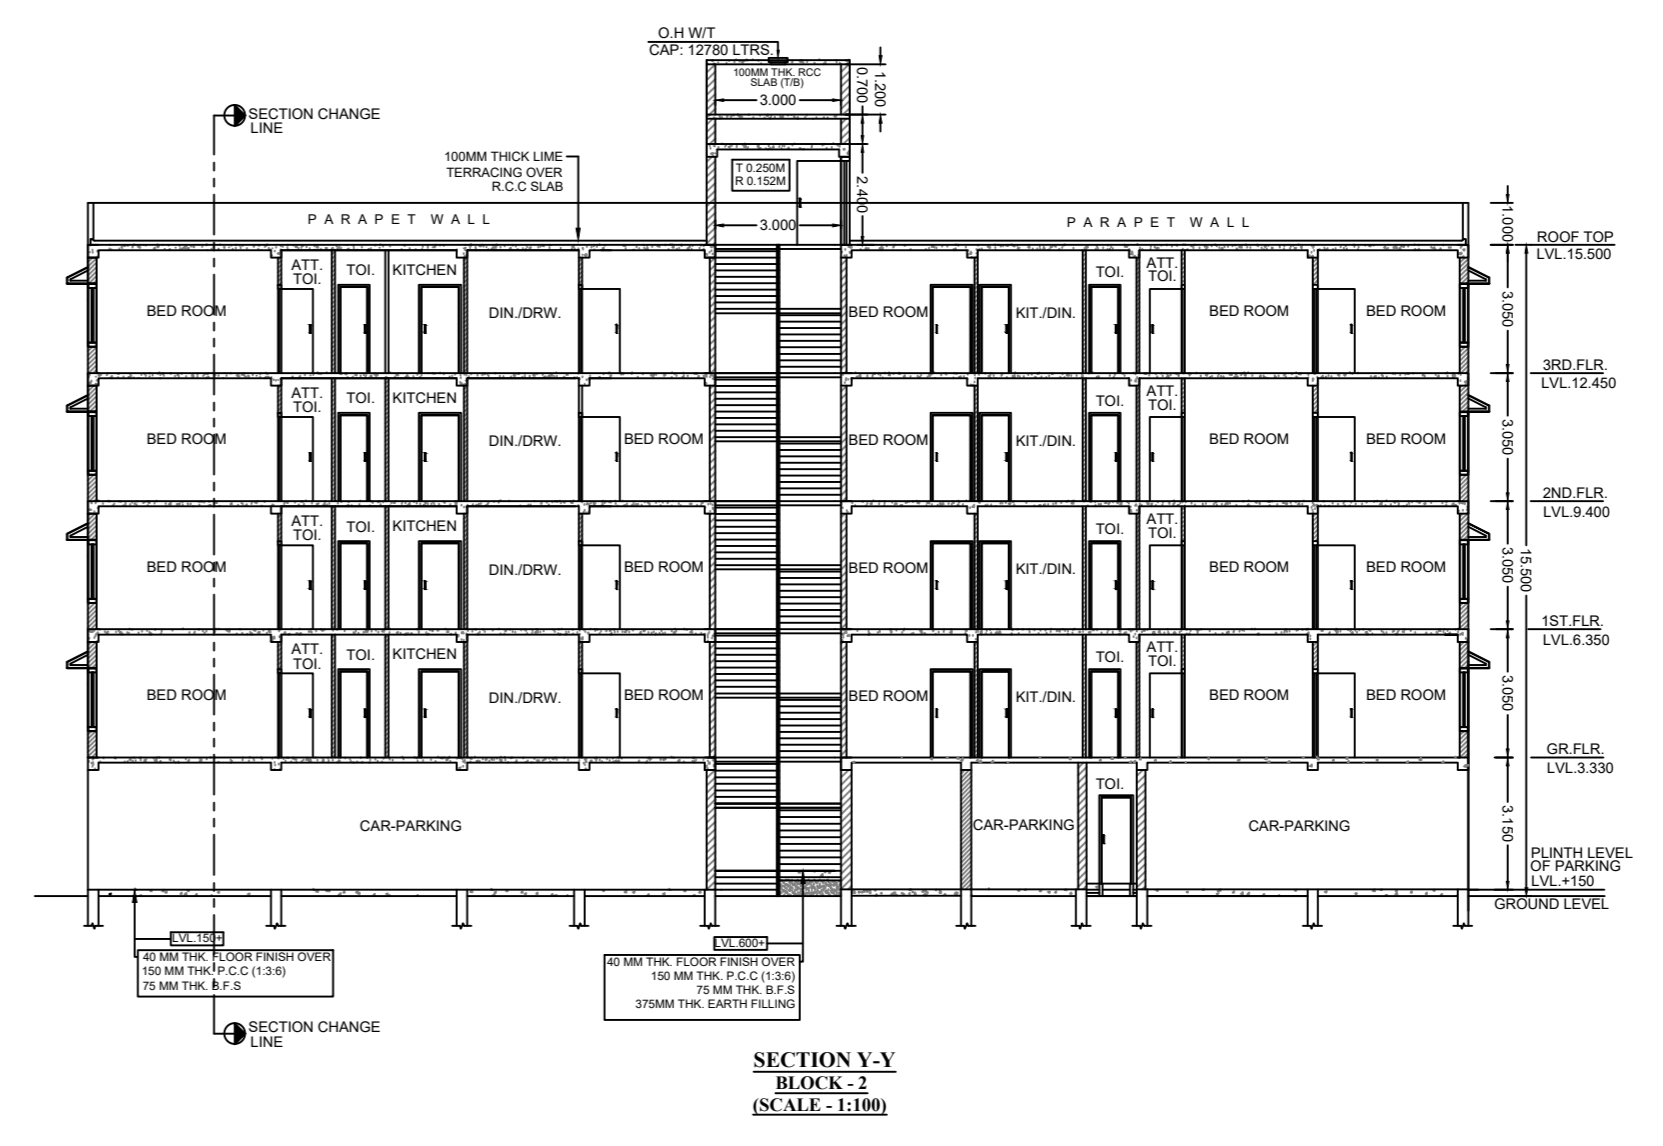 O.H W/T
CAP: 12780 LTRS.
100MM THK. RCC
SLAB (T/B)
3.000
0.700
1.200
SECTION CHANGE
LINE
100MM THICK LIME
TERRACING OVER
R.C.C SLAB
T 0.250M
R 0.152M
2.400
3.000
PARAPET WALL
PARAPET WALL
1.000
ROOF TOP
LVL.15.500
ATT.
TOI.
TOI.
KITCHEN
BED ROOM
DIN./DRW.
BED ROOM
KIT./DIN.
TOI.
ATT.
TOI.
BED ROOM
BED ROOM
3.050
3RD.FLR.
LVL.12.450
ATT.
TOI.
TOI.
KITCHEN
BED ROOM
DIN./DRW.
BED ROOM
BED ROOM
KIT./DIN.
TOI.
ATT.
TOI.
BED ROOM
BED ROOM
3.050
2ND.FLR.
LVL.9.400
ATT.
TOI.
TOI.
KITCHEN
BED ROOM
DIN./DRW.
BED ROOM
BED ROOM
KIT./DIN.
TOI.
ATT.
TOI.
BED ROOM
BED ROOM
3.050
15.500
1ST.FLR.
LVL.6.350
ATT.
TOI.
TOI.
KITCHEN
BED ROOM
DIN./DRW.
BED ROOM
BED ROOM
KIT./DIN.
TOI.
ATT.
TOI.
BED ROOM
BED ROOM
3.050
GR.FLR.
LVL.3.330
CAR-PARKING
CAR-PARKING
TOI.
CAR-PARKING
3.150
PLINTH LEVEL
OF PARKING
LVL.+150
GROUND LEVEL
LVL.150+
40 MM THK. FLOOR FINISH OVER
150 MM THK. P.C.C (1:3:6)
75 MM THK. B.F.S
LVL.600+
40 MM THK. FLOOR FINISH OVER
150 MM THK. P.C.C (1:3:6)
75 MM THK. B.F.S
375MM THK. EARTH FILLING
SECTION CHANGE
LINE
SECTION Y-Y
BLOCK - 2
(SCALE - 1:100)